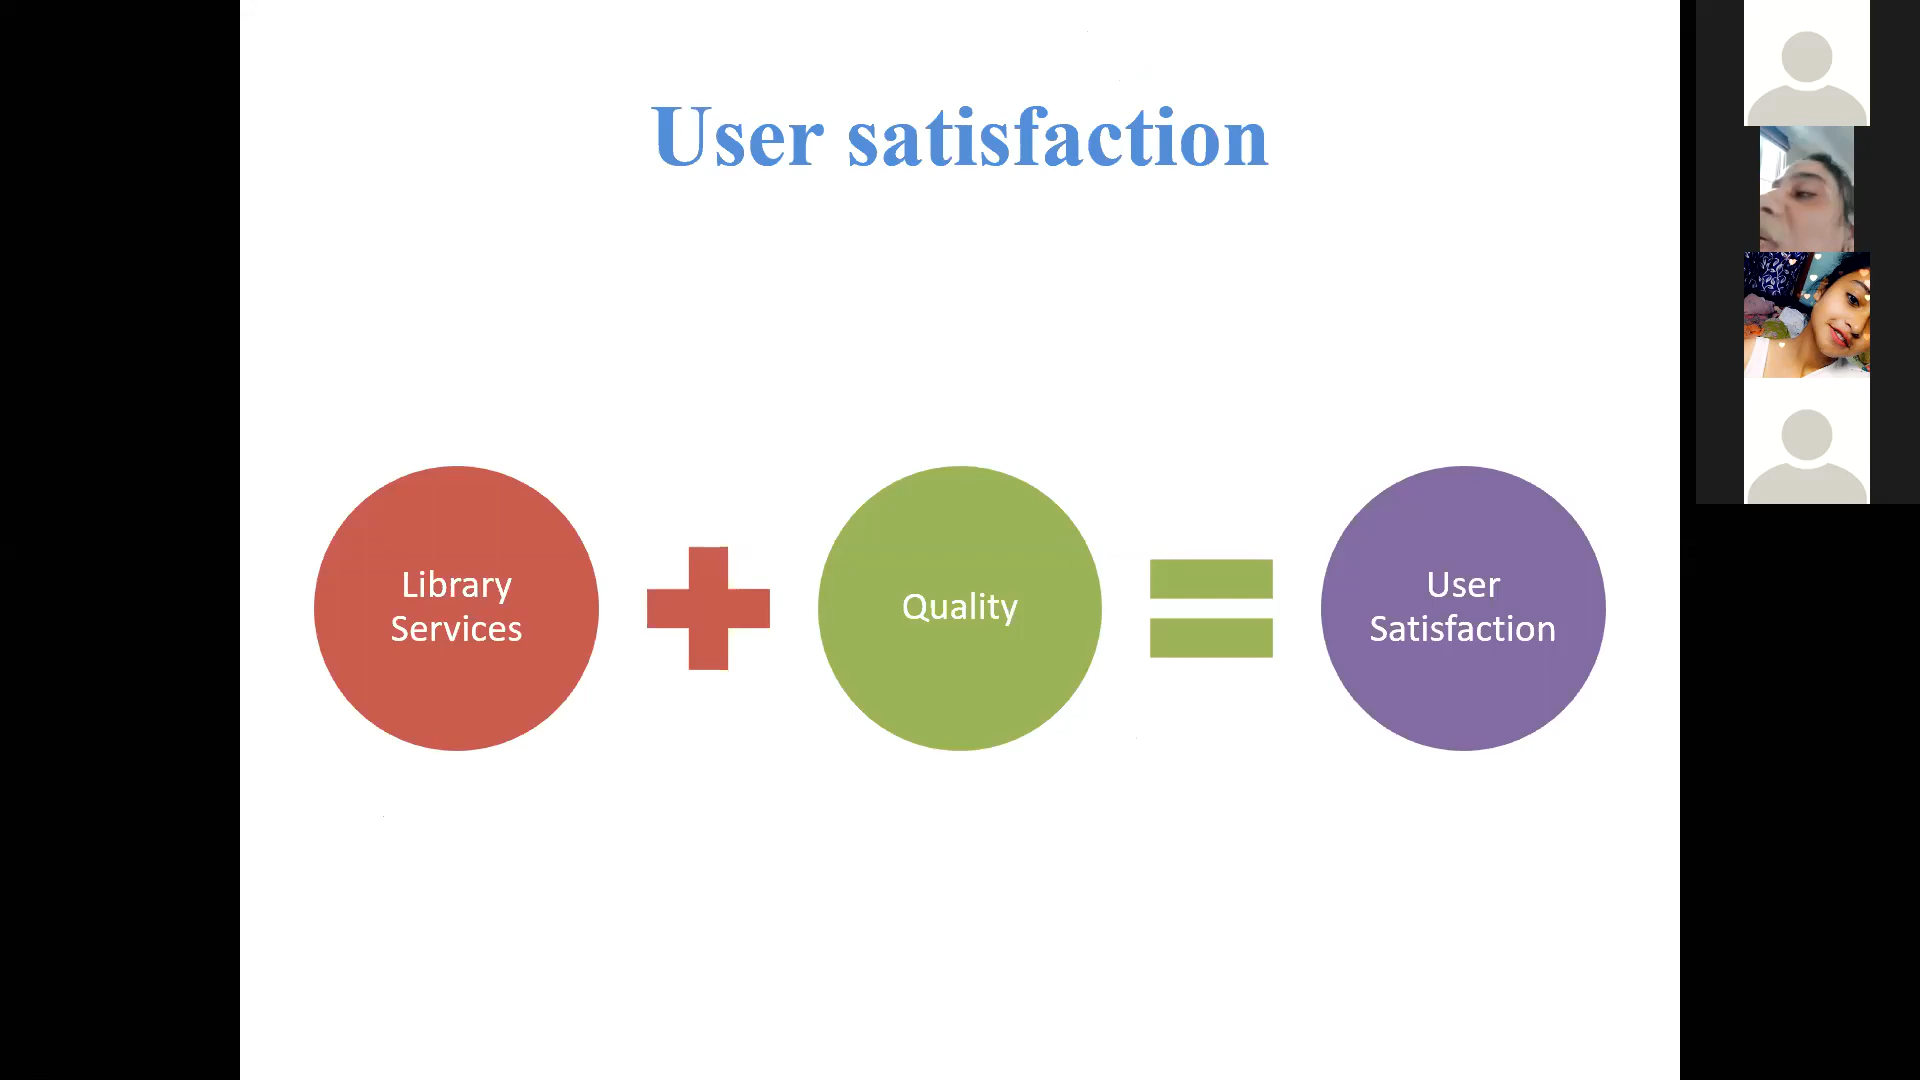 User satisfaction
Library
Services
Quality
User
Satisfaction